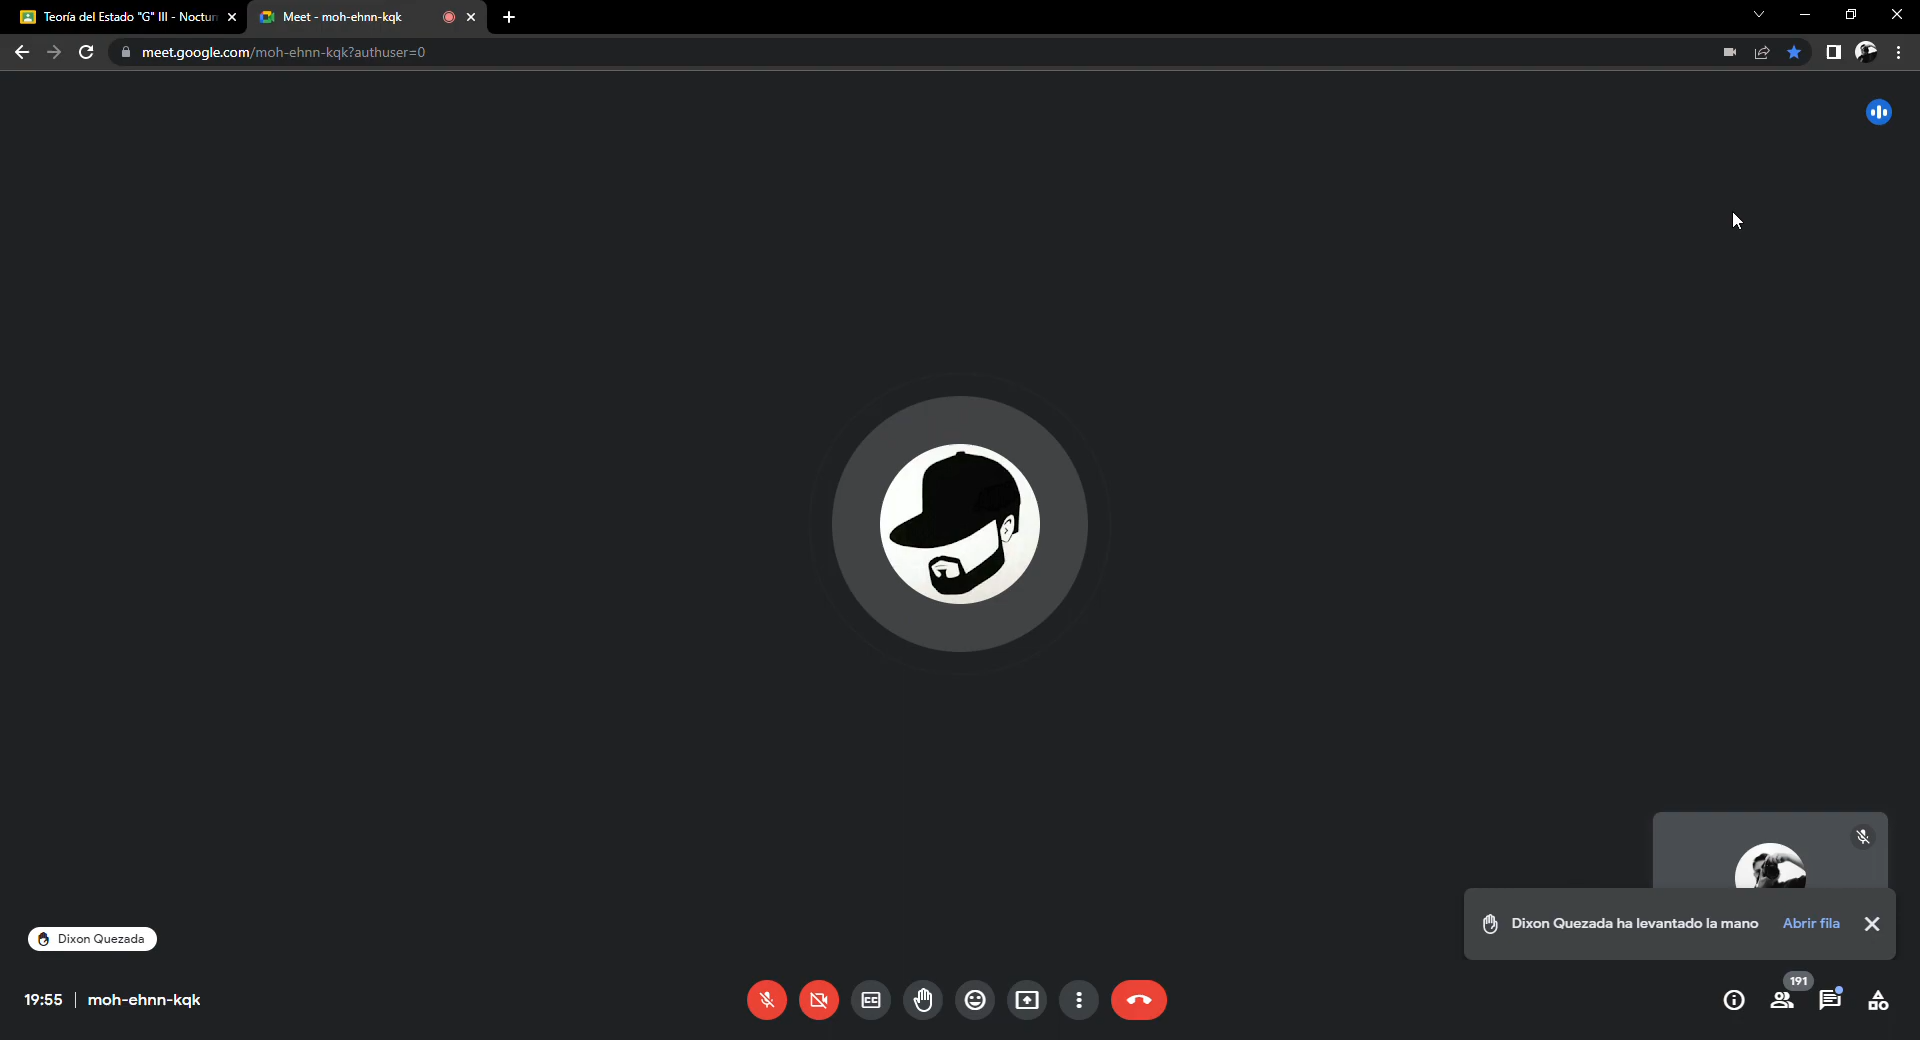 Teoría del Estado "G" III - Noctur
Meet - moh-ehnn-kqk
meet.google.com/moh-ehnn-kqk?authuser=0
Dixon Quezada
Dixon Quezada ha levantado la mano Abrir fila
19:55 | moh-ehnn-kqk
CC
191